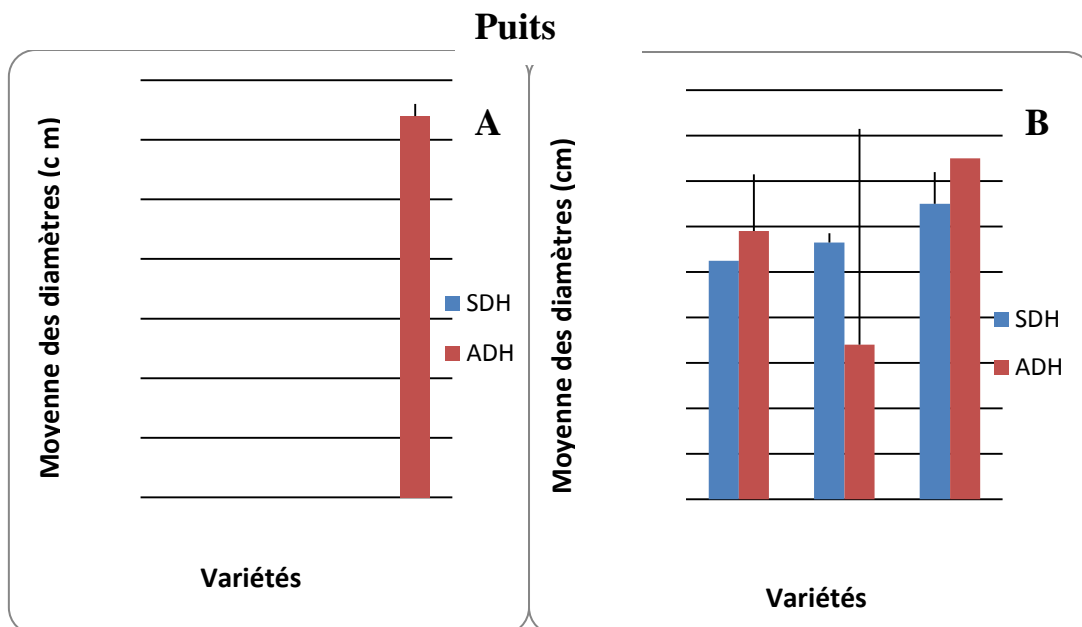 Puits
A
Moyenne des diamètres (c m)
SDH
ADH
Variétés
B
Moyenne des diamètres (cm)
SDH
ADH
Variétés